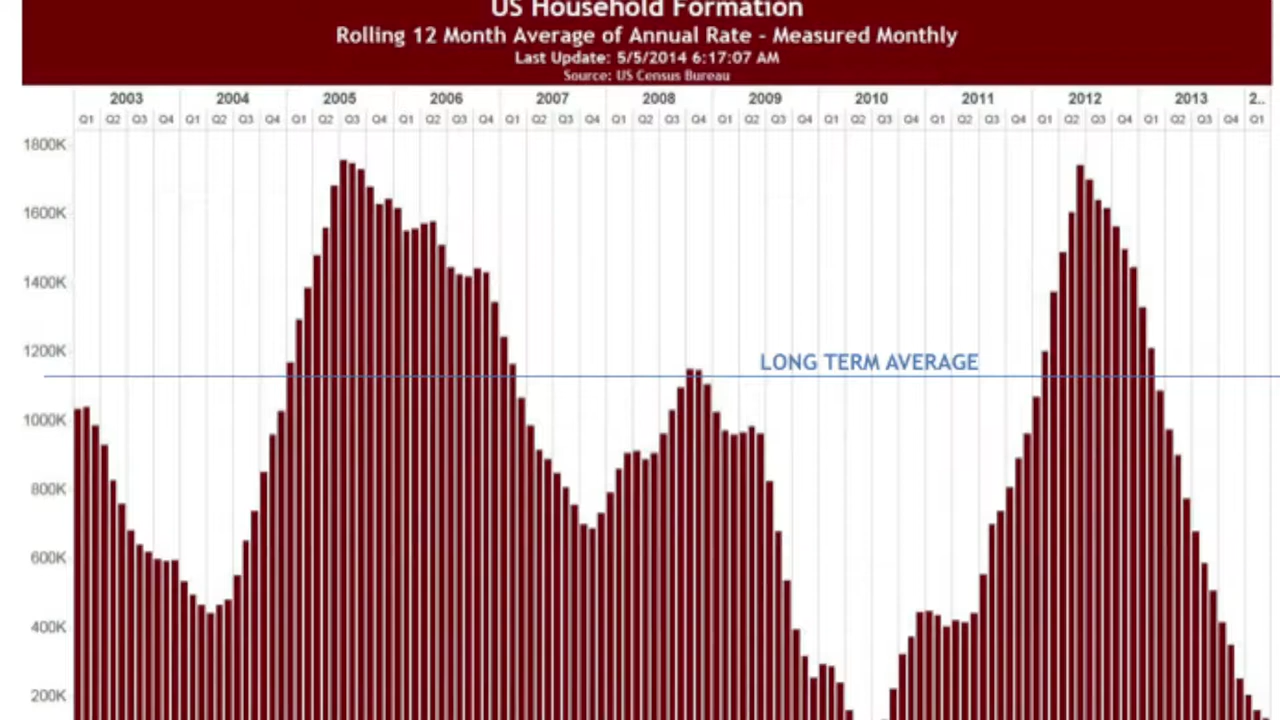 US Household Formation
Rolling 12 Month Average of Annual Rate - Measured Monthly
Last Update: 5/5/2014 6:17:07 AM
Source: US Census Bureau
2003 2004 2005 2006 2007 2008 2009 2010 2011 2012 2013 2..
Q1 Q2 Q3 Q4 Q1 Q2 Q3 Q4 Q1 Q2 Q3 Q4 Q1 Q2 Q3 Q4 Q1 Q2 Q3 Q4 Q1 Q2 Q3 Q4 Q1 Q2 Q3 Q4 Q1 Q2 Q3 Q4 Q1 Q2 Q3 Q4 Q1 Q2 Q3 Q4 Q1 Q2 Q3 Q4 Q1
1800K
1600K
1400K
1200K
LONG TERM AVERAGE
1000K
800K
600K
400K
200K